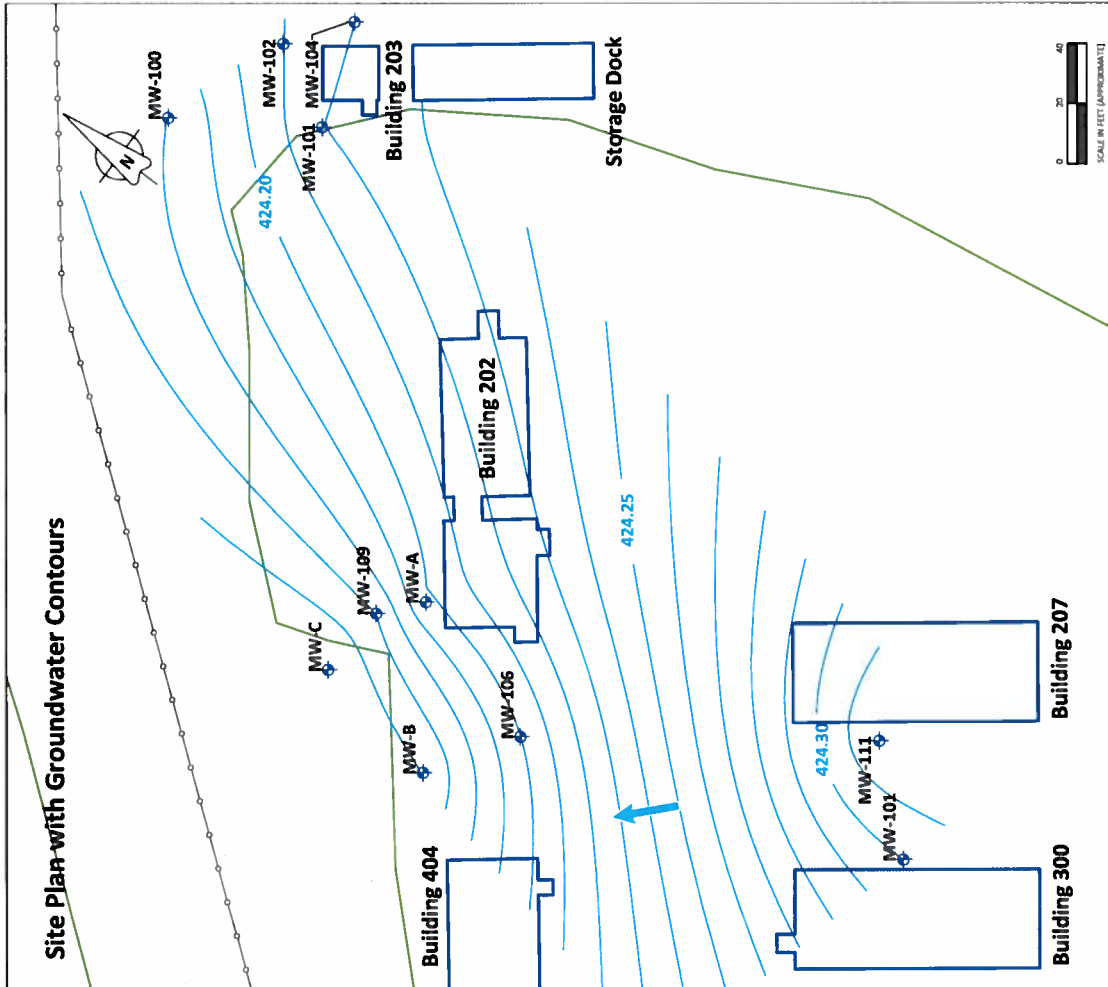 Site Plan with Groundwater Contours
MW-100
N
MW-102
MW-104
MW-101
Building 203
424.20
Storage Dock
0 20 40
SCALE IN FEET (APPROXIMATE)
Building 202
MW-109
MW-A
MW-C
MW-106
MW-B
424.25
Building 404
Building 207
424.30
MW-111
MW-101
Building 300